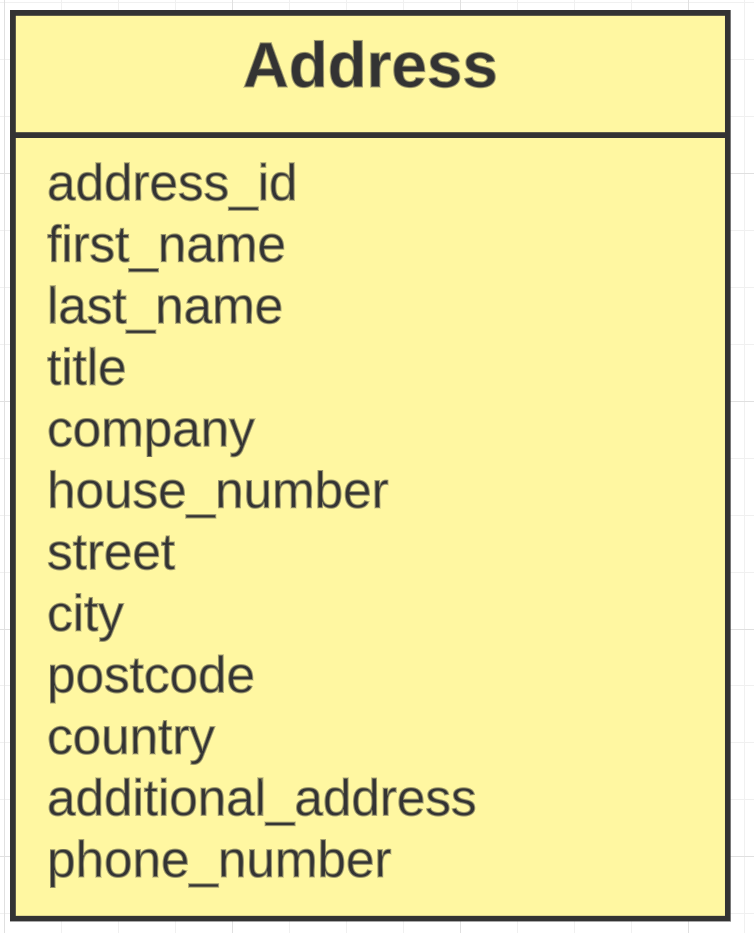 Address
address_id
first_name
last_name
title
company
house_number
street
city
postcode
country
additional_address
phone_number